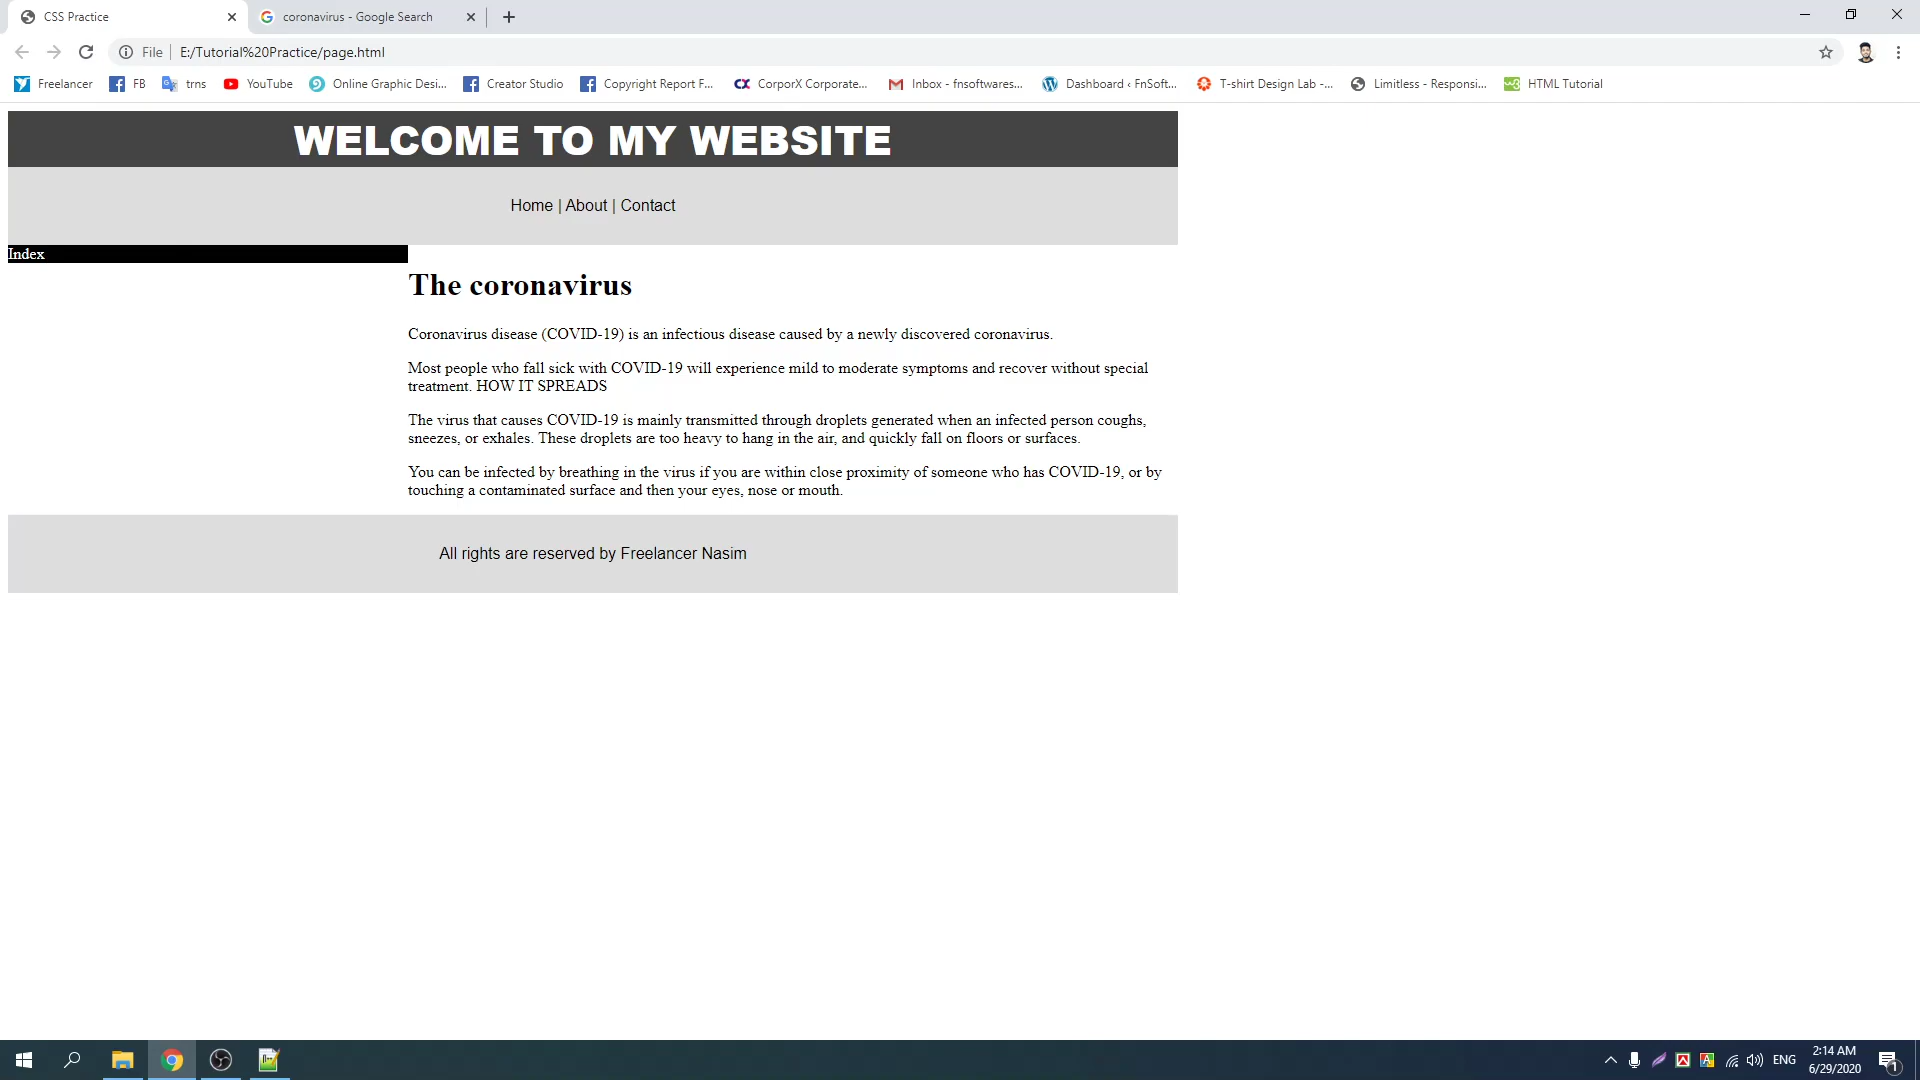 CSS Practice
coronavirus - Google Search
File
E:/Tutorial%20Practice/page.html
Freelancer
FB
trns
YouTube
Online Graphic Desi...
Creator Studio
Copyright Report F...
CorporX Corporate...
Inbox - fnsoftwares...
Dashboard ‹ FnSoft...
T-shirt Design Lab -...
Limitless - Responsi...
HTML Tutorial
WELCOME TO MY WEBSITE
Home | About | Contact
Index
The coronavirus
Coronavirus disease (COVID-19) is an infectious disease caused by a newly discovered coronavirus.
Most people who fall sick with COVID-19 will experience mild to moderate symptoms and recover without special
treatment. HOW IT SPREADS
The virus that causes COVID-19 is mainly transmitted through droplets generated when an infected person coughs,
sneezes, or exhales. These droplets are too heavy to hang in the air, and quickly fall on floors or surfaces.
You can be infected by breathing in the virus if you are within close proximity of someone who has COVID-19, or by
touching a contaminated surface and then your eyes, nose or mouth.
All rights are reserved by Freelancer Nasim
ENG
2:14 AM
6/29/2020
1